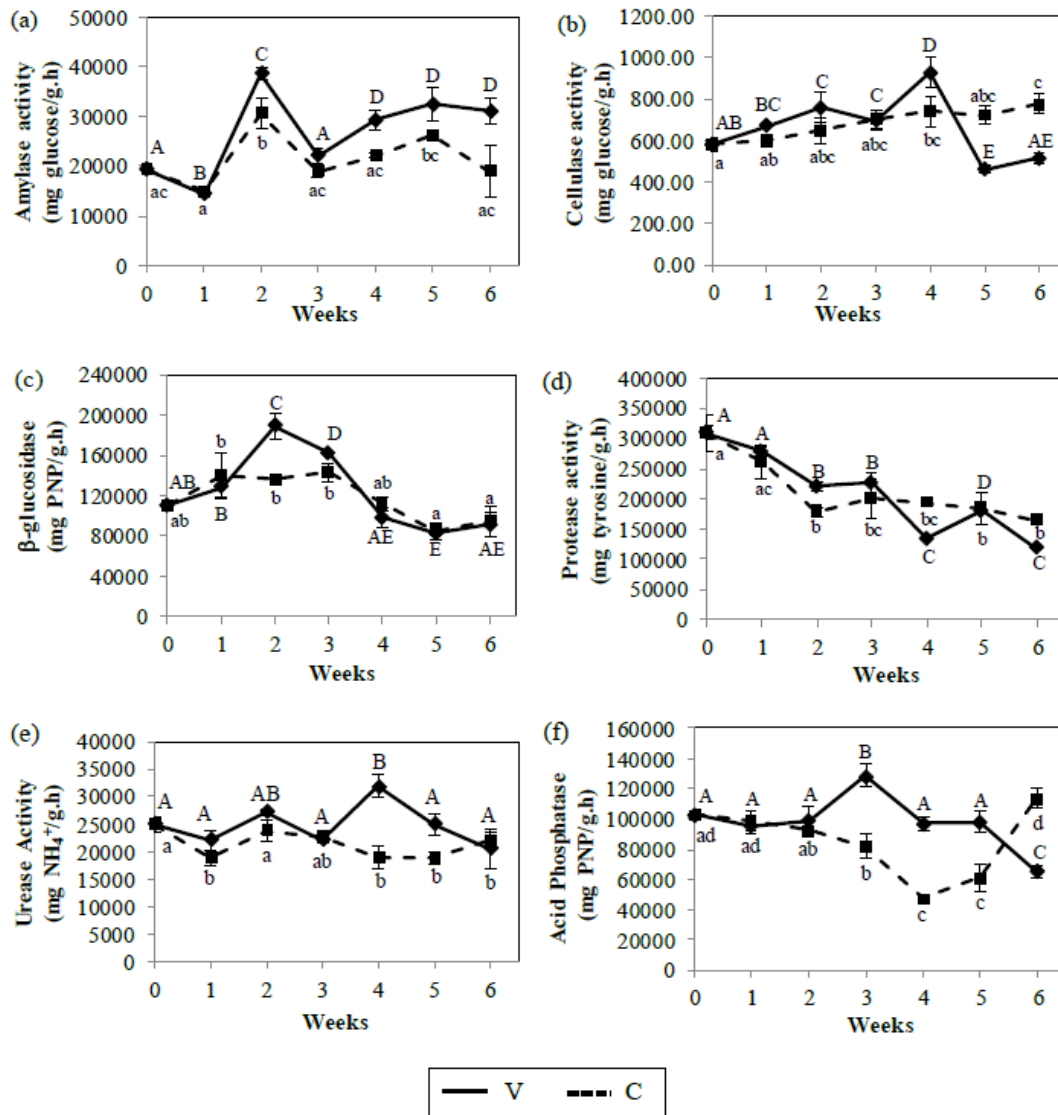 (a)
Amylase activity
(mg glucose/g.h)
50000
40000
30000
20000
10000
0
A
B
C
A
D
D
D
ac
a
b
ac
ac
bc
ac
0 1 2 3 4 5 6
Weeks
(b)
Cellulase activity
(mg glucose/g.h)
1200.00
1000.00
800.00
600.00
400.00
200.00
0.00
AB
BC
C
C
D
abc
c
a
ab
abc
abc
bc
E
AE
0 1 2 3 4 5 6
Weeks
(c)
β-glucosidase
(mg PNP/g.h)
240000
200000
160000
120000
80000
40000
0
AB
b
C
D
ab
a
a
ab
B
b
b
AE
E
AE
0 1 2 3 4 5 6
Weeks
(d)
Protease activity
(mg tyrosine/g.h)
400000
350000
300000
250000
200000
150000
100000
50000
0
A
A
B
B
D
a
ac
b
bc
bc
b
b
C
C
0 1 2 3 4 5 6
Weeks
(e)
Urease Activity
(mg NH₄⁺/g.h)
40000
35000
30000
25000
20000
15000
10000
5000
0
A
A
AB
A
B
A
A
a
b
a
ab
b
b
b
0 1 2 3 4 5 6
Weeks
(f)
Acid Phosphatase
(mg PNP/g.h)
160000
140000
120000
100000
80000
60000
40000
20000
0
A
A
A
B
A
A
C
ad
ad
ab
b
c
c
d
0 1 2 3 4 5 6
Weeks
V C